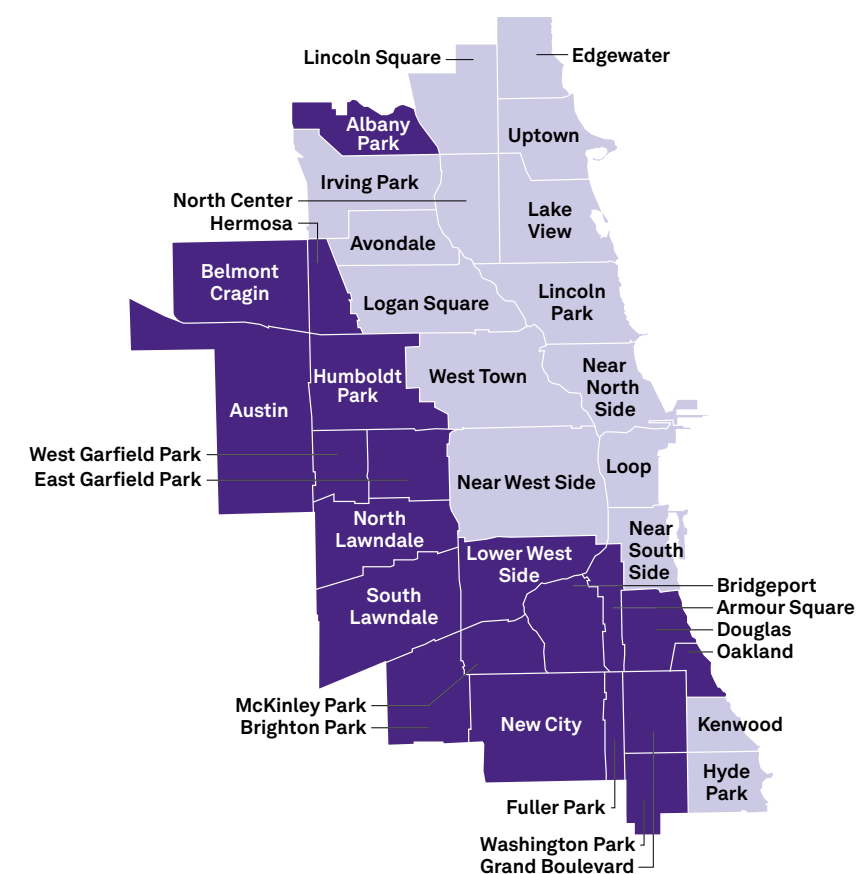 Lincoln Square
Edgewater
Albany
Park
Uptown
Irving Park
North Center
Hermosa
Lake
View
Avondale
Belmont
Cragin
Logan Square
Lincoln
Park
Humboldt
Park
West Town
Near
North
Side
Austin
West Garfield Park
East Garfield Park
Near West Side
Loop
North
Lawndale
Near
South
Side
Lower West
Side
South
Lawndale
Bridgeport
Armour Square
Douglas
Oakland
McKinley Park
Brighton Park
New City
Kenwood
Hyde
Park
Fuller Park
Washington Park
Grand Boulevard